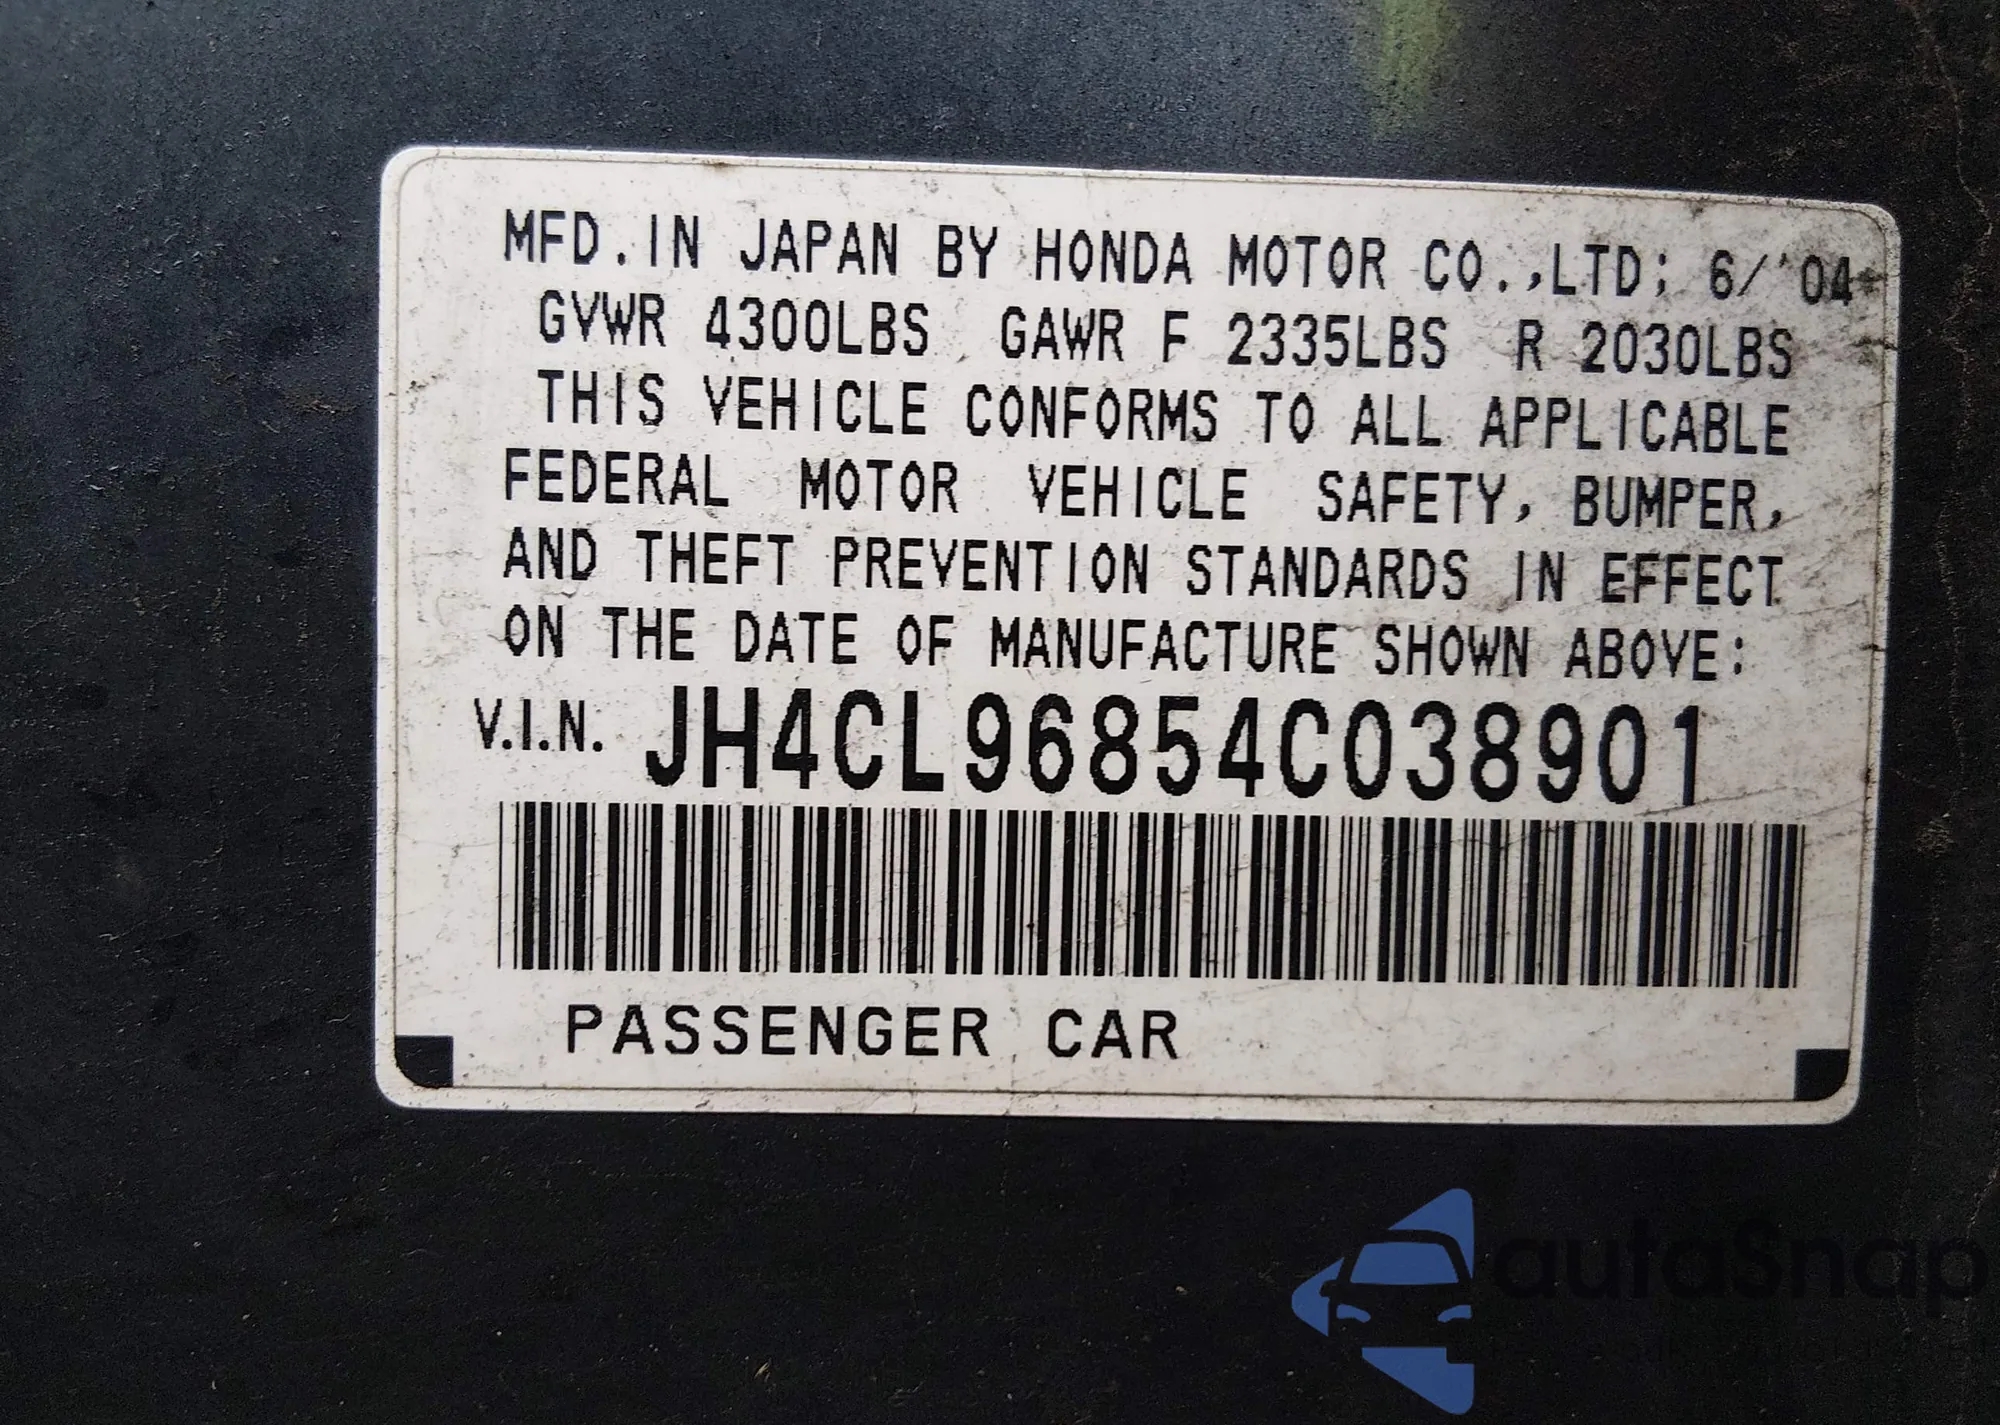 MFD. IN JAPAN BY HONDA MOTOR CO.,LTD; 6/'04
GVWR 4300LBS GAWR F 2335LBS R 2030LBS
THIS VEHICLE CONFORMS TO ALL APPLICABLE
FEDERAL MOTOR VEHICLE SAFETY, BUMPER,
AND THEFT PREVENTION STANDARDS IN EFFECT
ON THE DATE OF MANUFACTURE SHOWN ABOVE:
V.I.N. JH4CL96854C038901
PASSENGER CAR
autaSnap